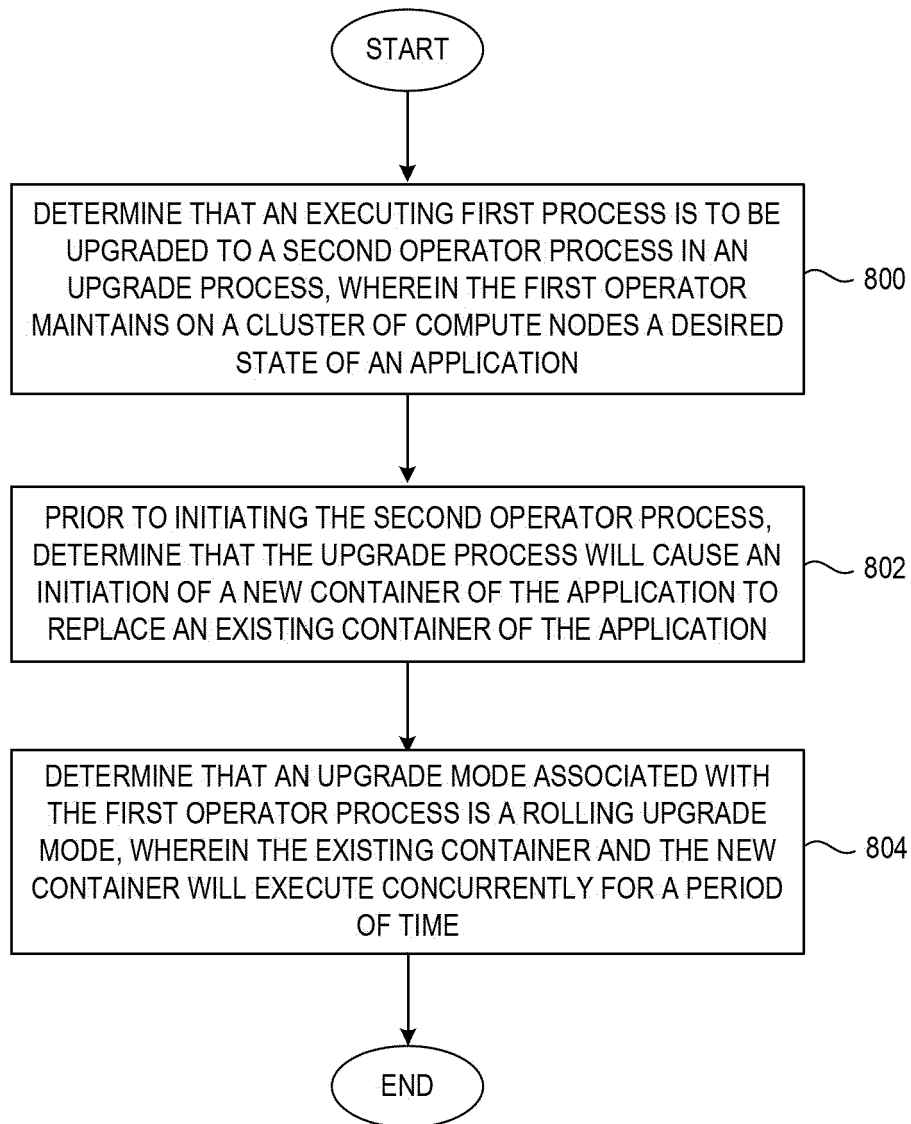 START
DETERMINE THAT AN EXECUTING FIRST PROCESS IS TO BE
UPGRADED TO A SECOND OPERATOR PROCESS IN AN
UPGRADE PROCESS, WHEREIN THE FIRST OPERATOR
MAINTAINS ON A CLUSTER OF COMPUTE NODES A DESIRED
STATE OF AN APPLICATION
800
PRIOR TO INITIATING THE SECOND OPERATOR PROCESS,
DETERMINE THAT THE UPGRADE PROCESS WILL CAUSE AN
INITIATION OF A NEW CONTAINER OF THE APPLICATION TO
REPLACE AN EXISTING CONTAINER OF THE APPLICATION
802
DETERMINE THAT AN UPGRADE MODE ASSOCIATED WITH
THE FIRST OPERATOR PROCESS IS A ROLLING UPGRADE
MODE, WHEREIN THE EXISTING CONTAINER AND THE NEW
CONTAINER WILL EXECUTE CONCURRENTLY FOR A PERIOD
OF TIME
804
END